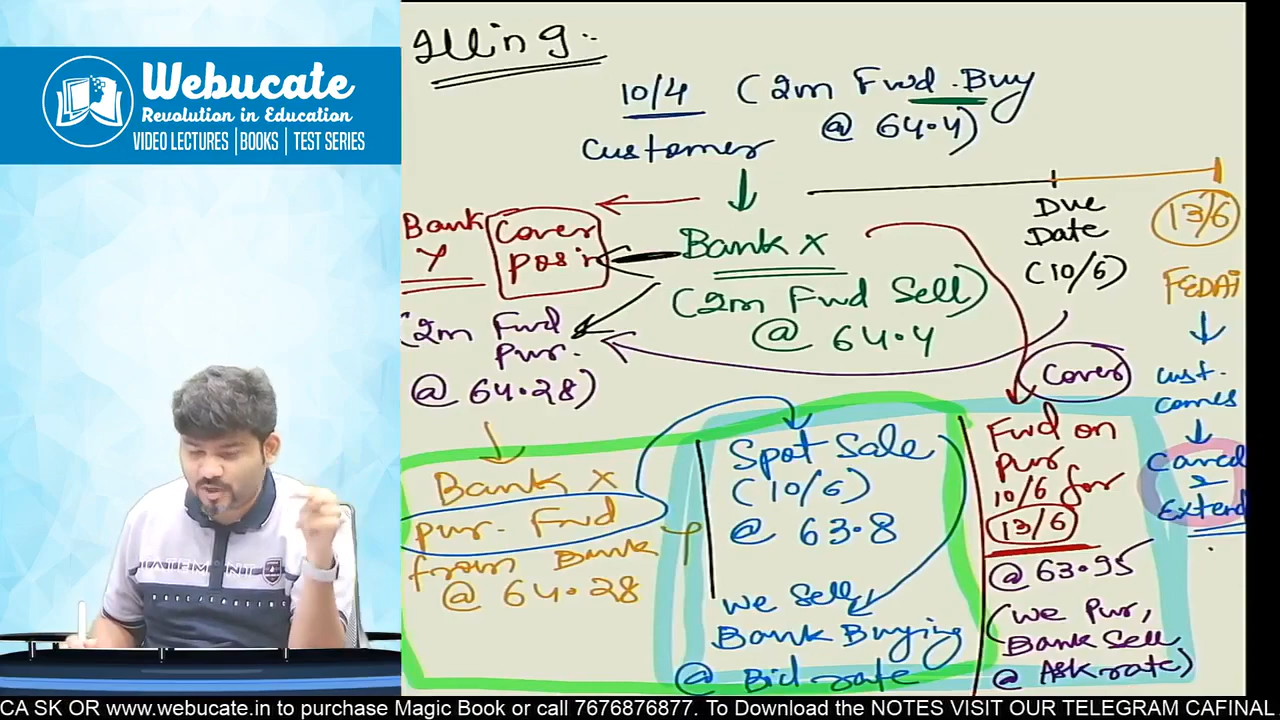 Webucate
Revolution in Education
VIDEO LECTURES | BOOKS | TEST SERIES
10/4 (2m Fwd. Buy
@ 64.4)
Customer
Bank X
(2m Fwd Sell)
@ 64.4
Bank
Y
Cover
(2m Fwd
pur.
@ 64.28)
Due
Date
(10/6)
13/6
FEDAI
cust.
comes
Cancel
Extend
Cover
Bank X
pur. Fwd
from Bank Y
@ 64.28
Spot Sale
(10/6)
@ 63.8
we sell,
Bank Buying
@ Bid rate
Fwd on
pur
10/6 for
13/6
@ 63.95
(we pur,
Bank Sell
@ Ask rate)
CA SK OR www.webucate.in to purchase Magic Book or call 7676876877. To Download the NOTES VISIT OUR TELEGRAM CAFINAL